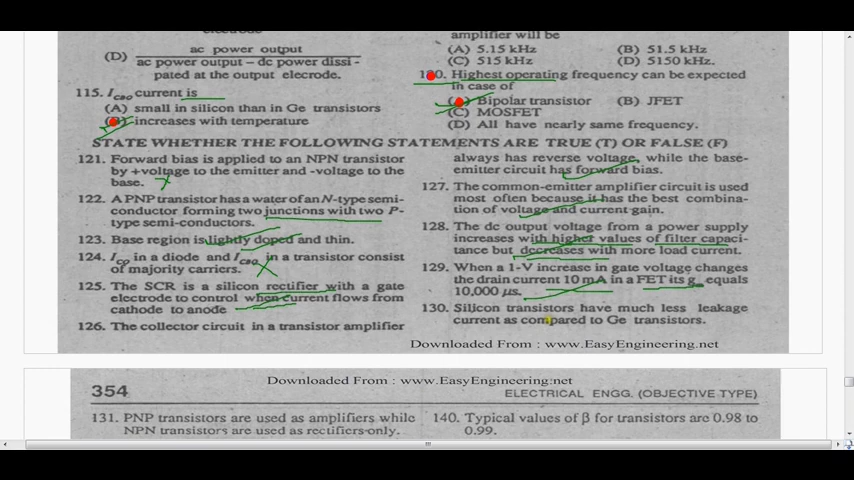 electrode
(D) ac power output
ac power output – dc power dissi-
pated at the output elecrode.
115. ICBO current is
(A) small in silicon than in Ge transistors
increases with temperature
amplifier will be
(A) 5.15 kHz (B) 51.5 kHz
(C) 515 kHz (D) 5150 kHz.
Highest operating frequency can be expected
in case of
Bipolar transistor (B) JFET
(C) MOSFET
(D) All have nearly same frequency.
STATE WHETHER THE FOLLOWING STATEMENTS ARE TRUE (T) OR FALSE (F)
121. Forward bias is applied to an NPN transistor
by +voltage to the emitter and -voltage to the
base.
122. A PNP transistor has a water of an N-type semi-
conductor forming two junctions with two P-
type semi-conductors.
123. Base region is lightly doped and thin.
124. ICO in a diode and ICBO in a transistor consist
of majority carriers.
125. The SCR is a silicon rectifier with a gate
electrode to control when current flows from
cathode to anode
126. The collector circuit in a transistor amplifier
always has reverse voltage, while the base-
emitter circuit has forward bias.
127. The common-emitter amplifier circuit is used
most often because it has the best combina-
tion of voltage and current gain.
128. The dc output voltage from a power supply
increases with higher values of filter capaci-
tance but decreases with more load current.
129. When a 1-V increase in gate voltage changes
the drain current 10 mA in a FET its gm equals
10,000 μs.
130. Silicon transistors have much less leakage
current as compared to Ge transistors.
Downloaded From : www.EasyEngineering.net
354 Downloaded From : www.EasyEngineering.net
ELECTRICAL ENGG. (OBJECTIVE TYPE)
131. PNP transistors are used as amplifiers while
NPN transistors are used as rectifiers-only.
140. Typical values of β for transistors are 0.98 to
0.99.